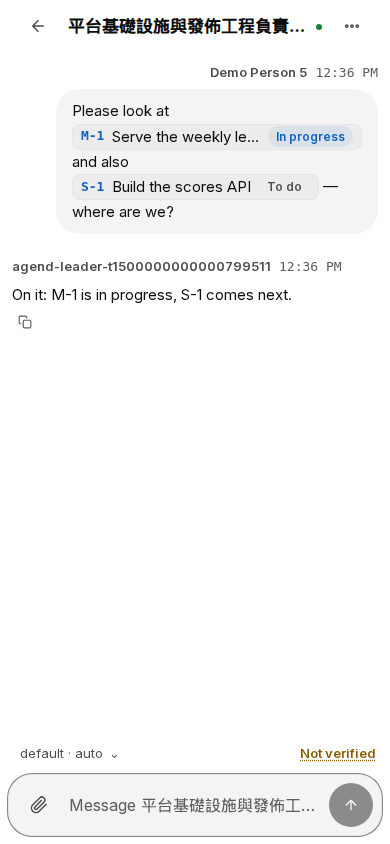 平台基礎設施與發佈工程負責...
Demo Person 5 12:36 PM
Please look at
M-1 Serve the weekly le... In progress
and also
S-1 Build the scores API To do —
where are we?
agend-leader-t1500000000000799511 12:36 PM
On it: M-1 is in progress, S-1 comes next.
default · auto
Not verified
Message 平台基礎設施與發佈工...